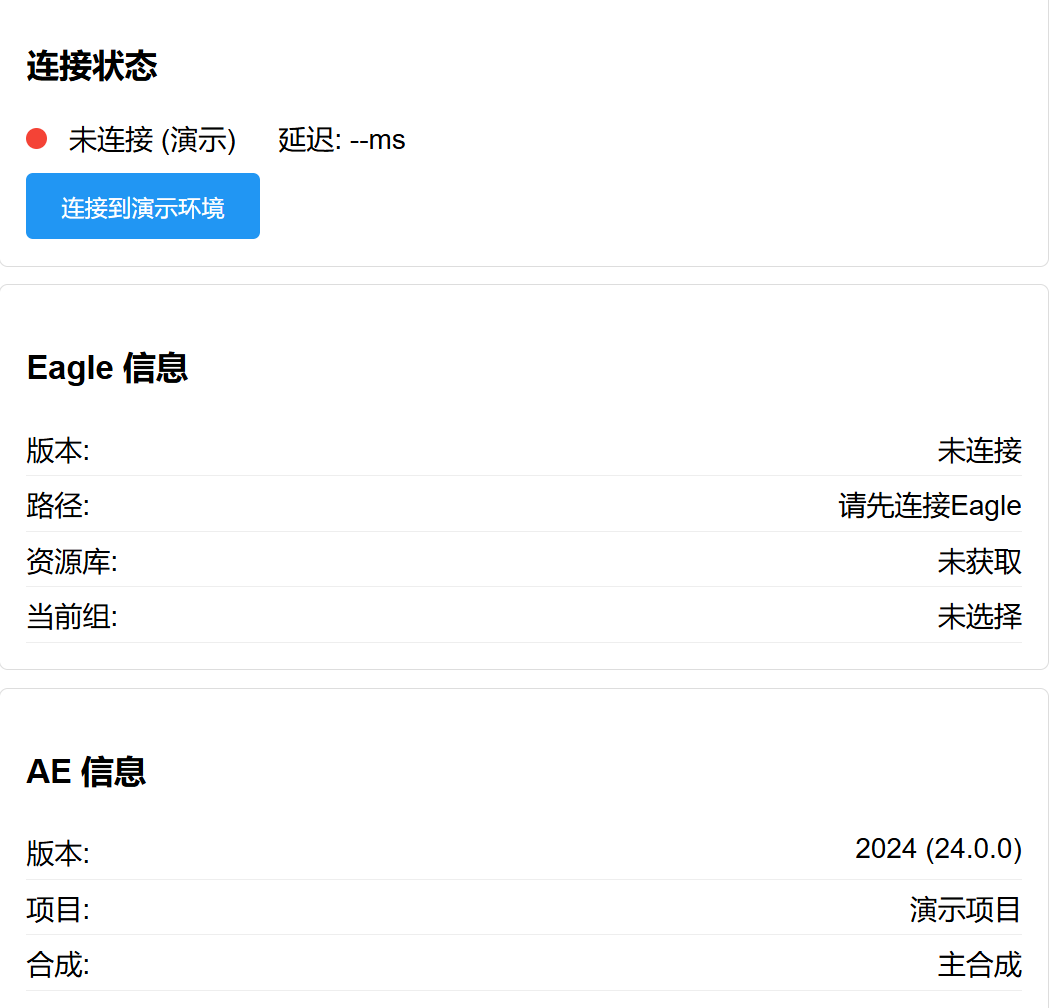 连接状态
未连接 (演示) 延迟: --ms
连接到演示环境
Eagle 信息
版本: 未连接
路径: 请先连接Eagle
资源库: 未获取
当前组: 未选择
AE 信息
版本: 2024 (24.0.0)
项目: 演示项目
合成: 主合成